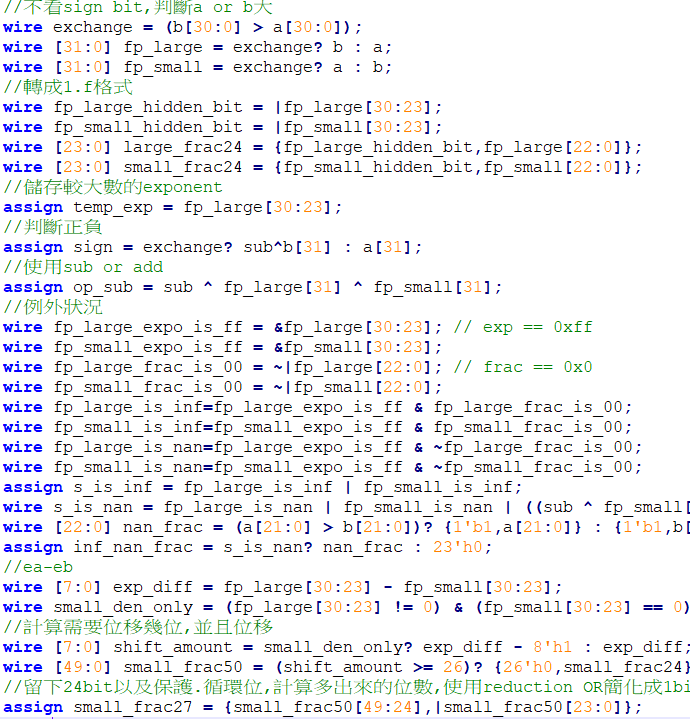 //不看sign bit,判斷a or b大
wire exchange = (b[30:0] > a[30:0]);
wire [31:0] fp_large = exchange? b : a;
wire [31:0] fp_small = exchange? a : b;
//轉成1.f格式
wire fp_large_hidden_bit = |fp_large[30:23];
wire fp_small_hidden_bit = |fp_small[30:23];
wire [23:0] large_frac24 = {fp_large_hidden_bit,fp_large[22:0]};
wire [23:0] small_frac24 = {fp_small_hidden_bit,fp_small[22:0]};
//儲存較大數的exponent
assign temp_exp = fp_large[30:23];
//判斷正負
assign sign = exchange? sub^b[31] : a[31];
//使用sub or add
assign op_sub = sub ^ fp_large[31] ^ fp_small[31];
//例外狀況
wire fp_large_expo_is_ff = &fp_large[30:23]; // exp == 0xff
wire fp_small_expo_is_ff = &fp_small[30:23];
wire fp_large_frac_is_00 = ~|fp_large[22:0]; // frac == 0x0
wire fp_small_frac_is_00 = ~|fp_small[22:0];
wire fp_large_is_inf=fp_large_expo_is_ff & fp_large_frac_is_00;
wire fp_small_is_inf=fp_small_expo_is_ff & fp_small_frac_is_00;
wire fp_large_is_nan=fp_large_expo_is_ff & ~fp_large_frac_is_00;
wire fp_small_is_nan=fp_small_expo_is_ff & ~fp_small_frac_is_00;
assign s_is_inf = fp_large_is_inf | fp_small_is_inf;
wire s_is_nan = fp_large_is_nan | fp_small_is_nan | ((sub ^ fp_small[
wire [22:0] nan_frac = (a[21:0] > b[21:0])? {1'b1,a[21:0]} : {1'b1,b[
assign inf_nan_frac = s_is_nan? nan_frac : 23'h0;
//ea-eb
wire [7:0] exp_diff = fp_large[30:23] - fp_small[30:23];
wire small_den_only = (fp_large[30:23] != 0) & (fp_small[30:23] == 0)
//計算需要位移幾位,並且位移
wire [7:0] shift_amount = small_den_only? exp_diff - 8'h1 : exp_diff;
wire [49:0] small_frac50 = (shift_amount >= 26)? {26'h0,small_frac24}
//留下24bit以及保護.循環位,計算多出來的位數,使用reduction OR簡化成1bi
assign small_frac27 = {small_frac50[49:24],|small_frac50[23:0]};